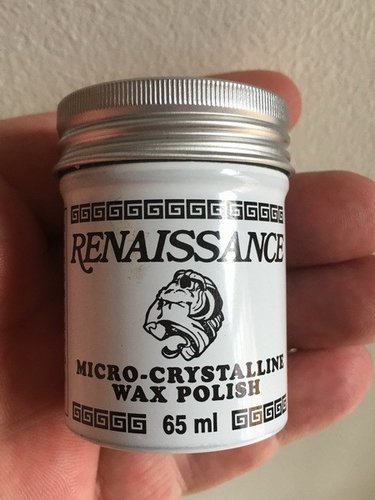 RENAISSANCE
MICRO-CRYSTALLINE
WAX POLISH
65 ml